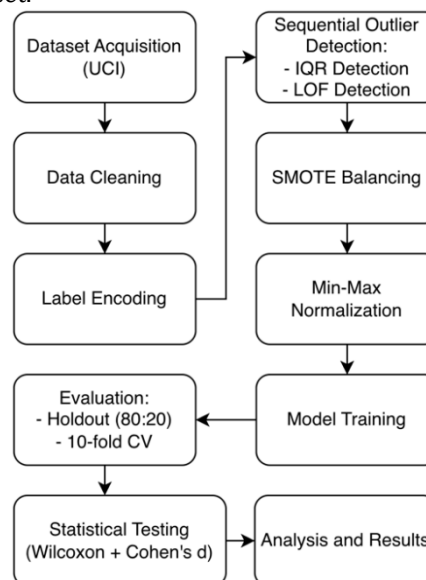 Dataset Acquisition
(UCI)
Data Cleaning
Label Encoding
Sequential Outlier
Detection:
- IQR Detection
- LOF Detection
SMOTE Balancing
Min-Max
Normalization
Model Training
Evaluation:
- Holdout (80:20)
- 10-fold CV
Statistical Testing
(Wilcoxon + Cohen's d)
Analysis and Results